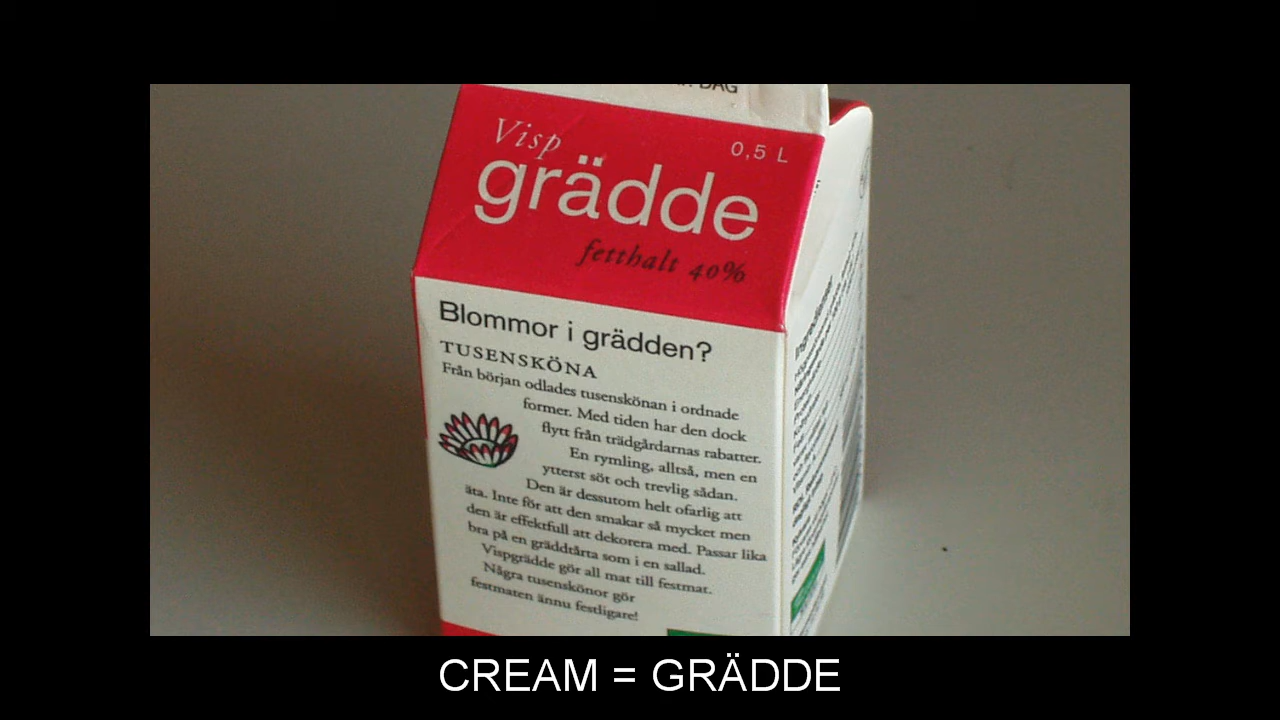 DAG
Visp
0,5 L
grädde
fetthalt 40%
Blommor i grädden?
TUSENSKÖNA
Från början odlades tusenskönan i ordnade
former. Med tiden har den dock
flytt från trädgårdarnas rabatter.
En rymling, alltså, men en
ytterst söt och trevlig sådan.
Den är dessutom helt ofarlig att
äta. Inte för att den smakar så mycket men
den är effektfull att dekorera med. Passar lika
bra på en gräddtårta som i en sallad.
Vispgrädde gör all mat till festmat.
Några tusenskönor gör
festmaten ännu festligare!
CREAM = GRÄDDE